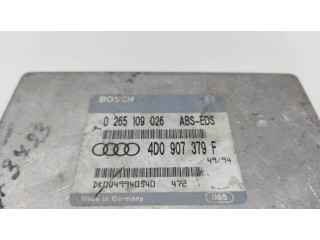 BOSCH
0 265 109 026 ABS-EDS
4D0 907 379 F
49/94
DK0049940540 472
Made in Germany 065